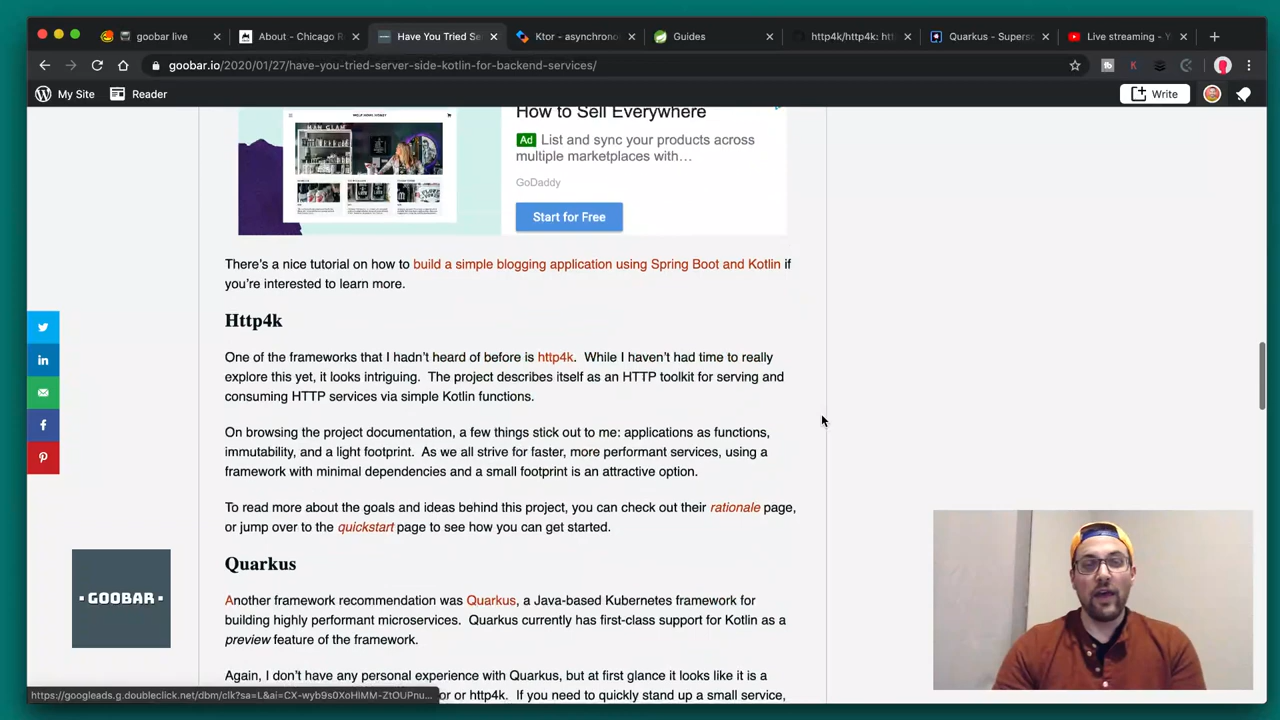 goobar live
About - Chicago R
Have You Tried Se
Ktor - asynchrono
Guides
http4k/http4k: ht
Quarkus - Superso
Live streaming - Y
goobar.io/2020/01/27/have-you-tried-server-side-kotlin-for-backend-services/
My Site
Reader
Write
How to Sell Everywhere
Ad List and sync your products across
multiple marketplaces with…
GoDaddy
Start for Free
There's a nice tutorial on how to build a simple blogging application using Spring Boot and Kotlin if
you're interested to learn more.
Http4k
One of the frameworks that I hadn't heard of before is http4k. While I haven't had time to really
explore this yet, it looks intriguing. The project describes itself as an HTTP toolkit for serving and
consuming HTTP services via simple Kotlin functions.
On browsing the project documentation, a few things stick out to me: applications as functions,
immutability, and a light footprint. As we all strive for faster, more performant services, using a
framework with minimal dependencies and a small footprint is an attractive option.
To read more about the goals and ideas behind this project, you can check out their rationale page,
or jump over to the quickstart page to see how you can get started.
Quarkus
Another framework recommendation was Quarkus, a Java-based Kubernetes framework for
building highly performant microservices. Quarkus currently has first-class support for Kotlin as a
preview feature of the framework.
Again, I don't have any personal experience with Quarkus, but at first glance it looks like it is a
or or http4k. If you need to quickly stand up a small service,
· GOOBAR ·
https://googleads.g.doubleclick.net/dbm/clk?sa=L&ai=CX-wyb9s0XoHIMM-ZtOUPnu...